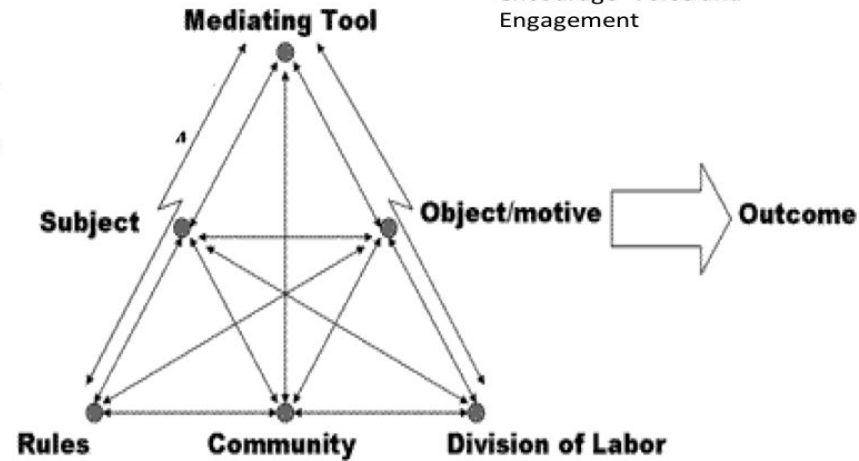 Mediating Tool
Engagement
Subject
Object/motive
Outcome
Rules
Community
Division of Labor